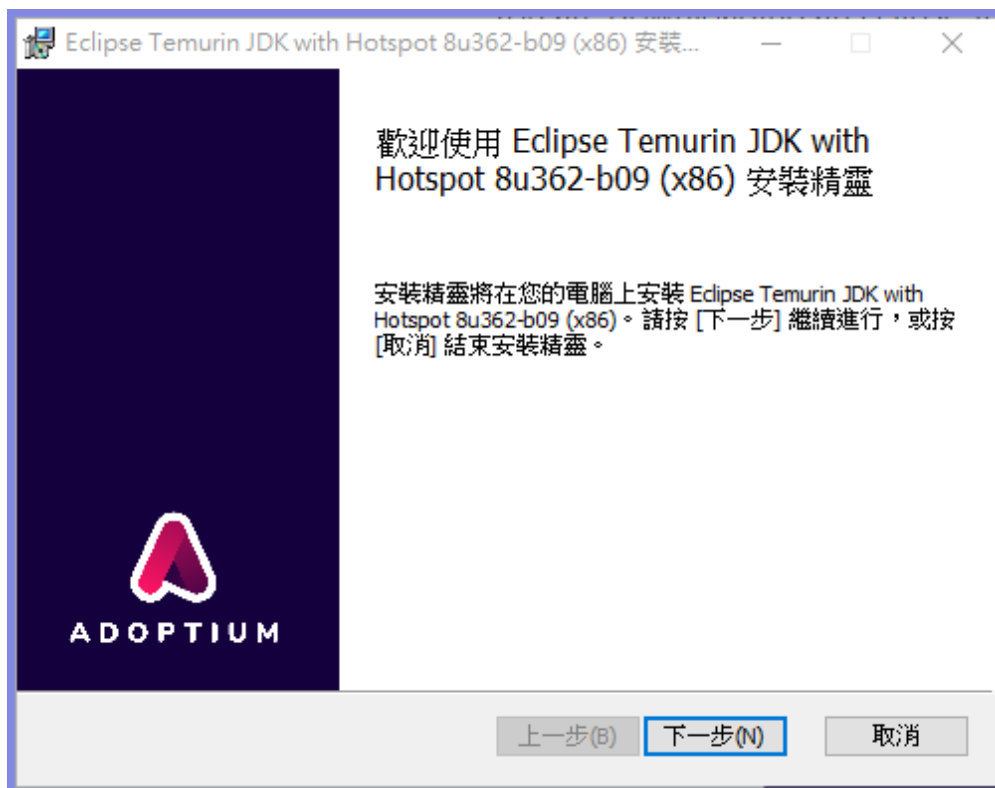 Eclipse Temurin JDK with Hotspot 8u362-b09 (x86) 安裝...
歡迎使用 Eclipse Temurin JDK with
Hotspot 8u362-b09 (x86) 安裝精靈
安裝精靈將在您的電腦上安裝 Eclipse Temurin JDK with
Hotspot 8u362-b09 (x86)。請按 [下一步] 繼續進行，或按
[取消] 結束安裝精靈。
ADOPTIUM
上一步(B)
下一步(N)
取消